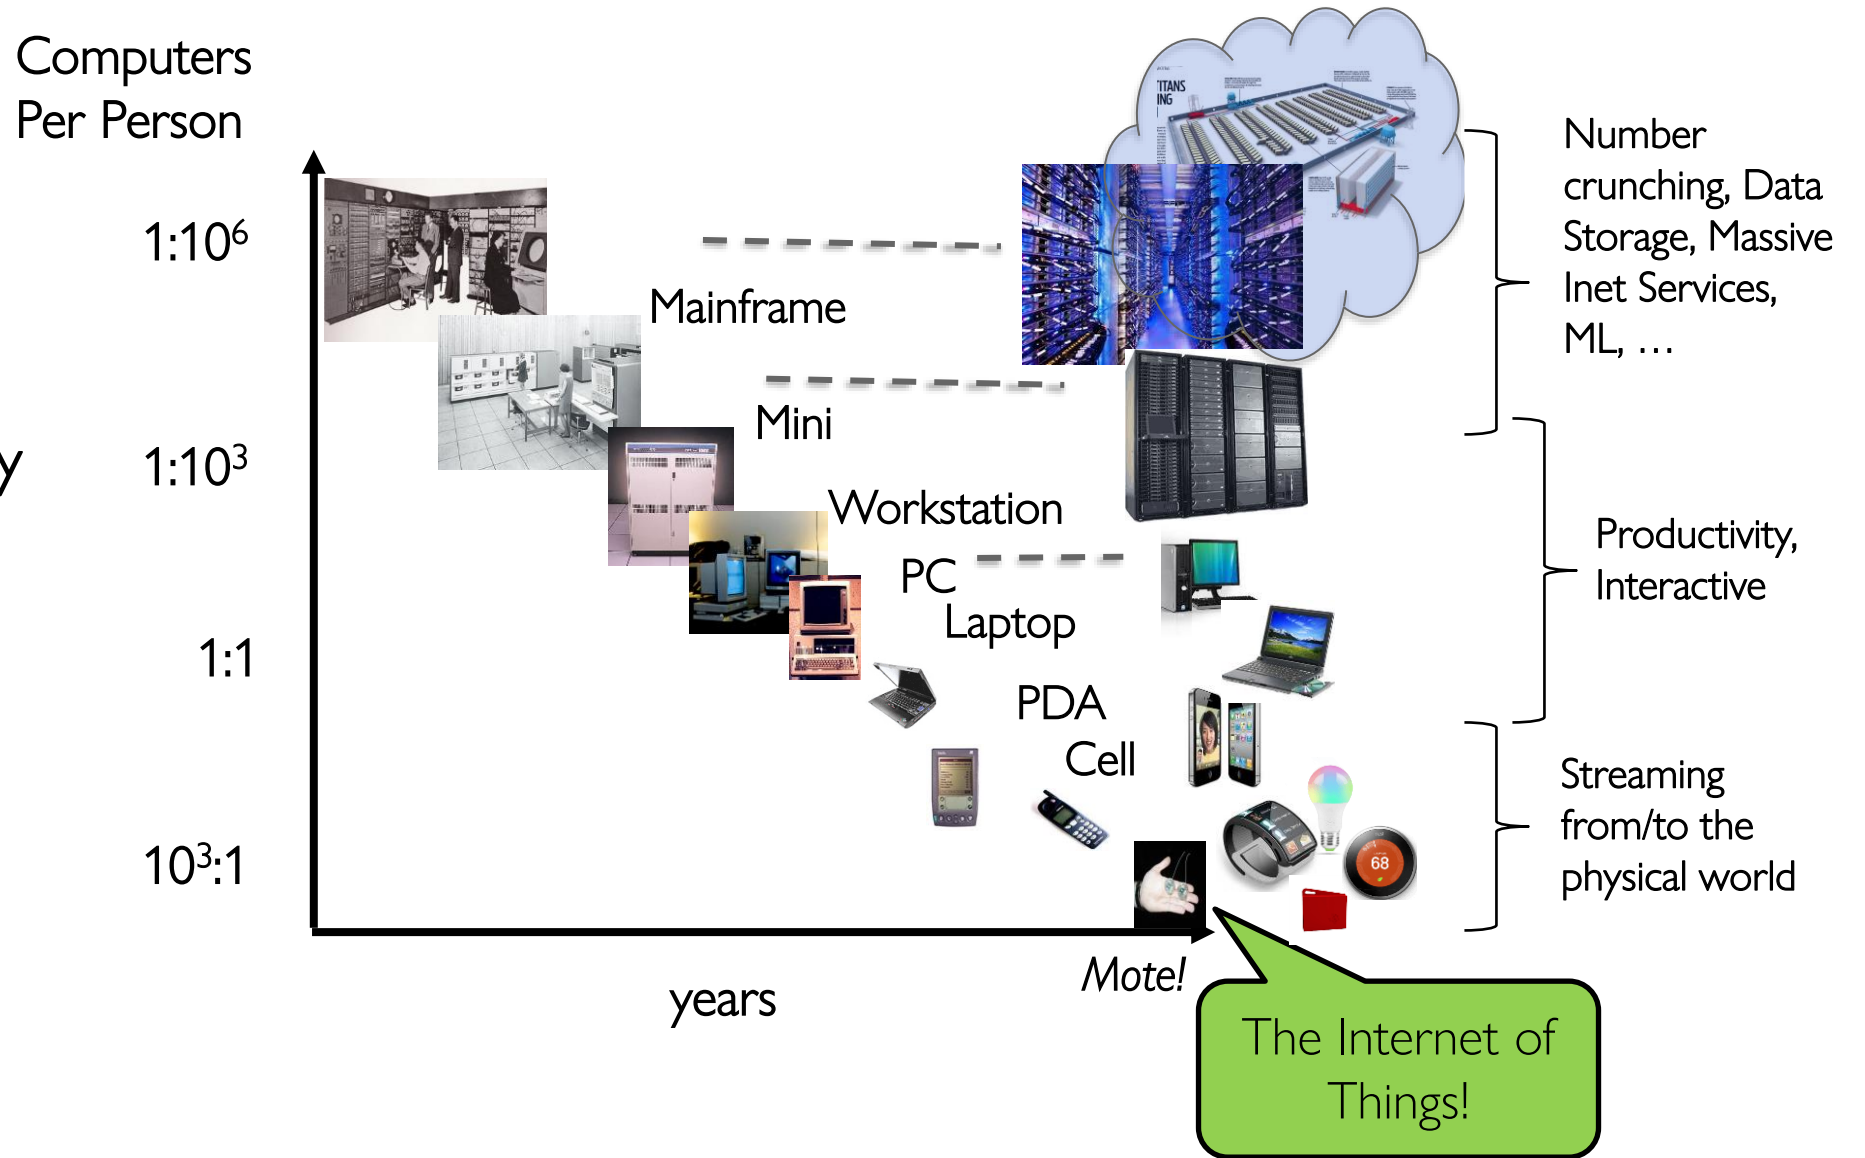 Computers
Per Person
1:10⁶
1:10³
1:1
10³:1
y
Mainframe
Mini
Workstation
PC
Laptop
PDA
Cell
Mote!
years
TITANS
ING
68
Number
crunching, Data
Storage, Massive
Inet Services,
ML, …
Productivity,
Interactive
Streaming
from/to the
physical world
The Internet of
Things!